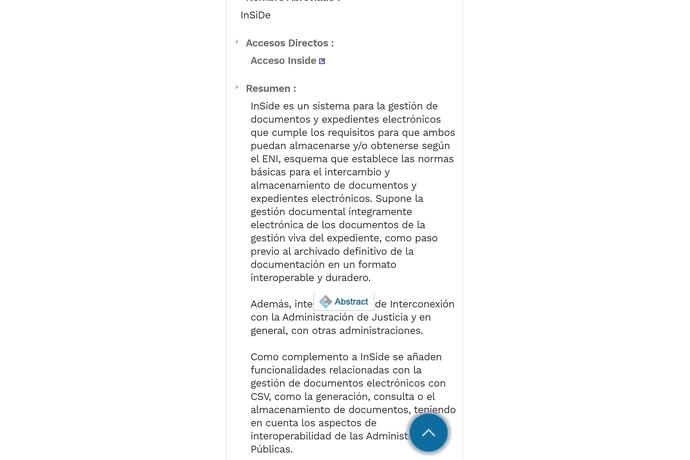 InSiDe
Accesos Directos :
Acceso Inside
Resumen :
InSide es un sistema para la gestión de
documentos y expedientes electrónicos
que cumple los requisitos para que ambos
puedan almacenarse y/o obtenerse según
el ENI, esquema que establece las normas
básicas para el intercambio y
almacenamiento de documentos y
expedientes electrónicos. Supone la
gestión documental íntegramente
electrónica de los documentos de la
gestión viva del expediente, como paso
previo al archivado definitivo de la
documentación en un formato
interoperable y duradero.
Además, inte Abstract de Interconexión
con la Administración de Justicia y en
general, con otras administraciones.
Como complemento a InSide se añaden
funcionalidades relacionadas con la
gestión de documentos electrónicos con
CSV, como la generación, consulta o el
almacenamiento de documentos, teniendo
en cuenta los aspectos de
interoperabilidad de las Administ
Públicas.